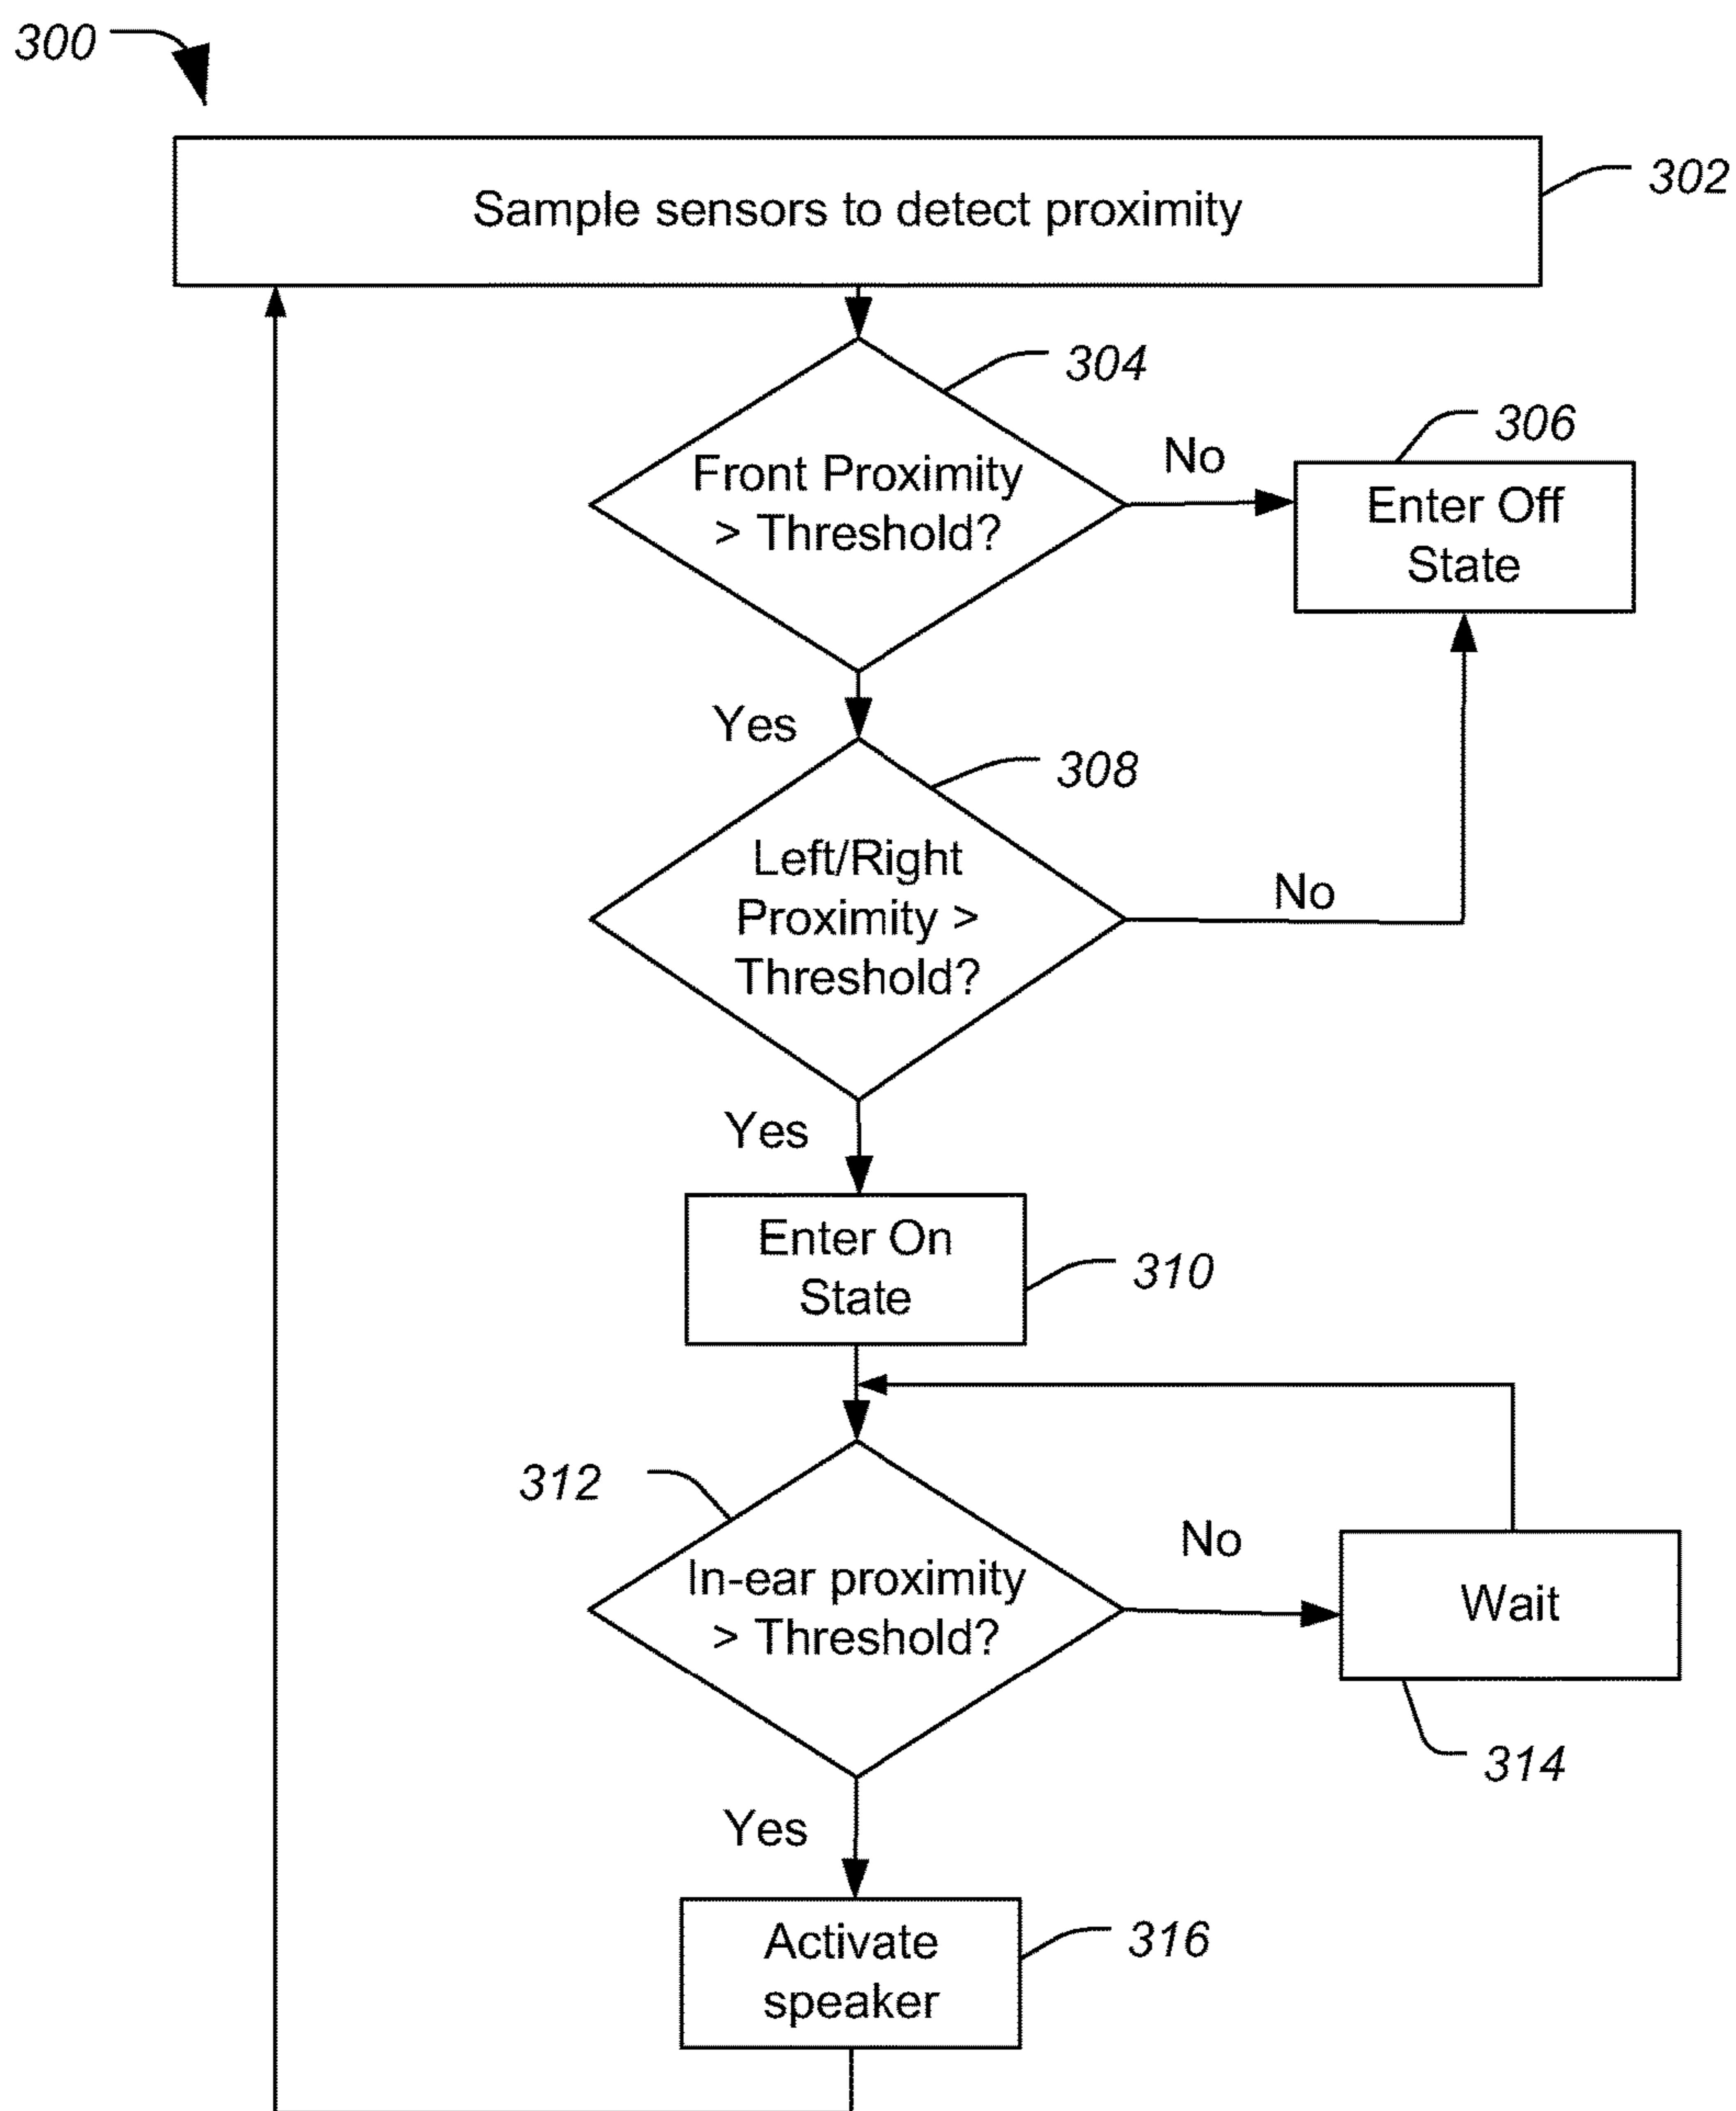 300
302
Sample sensors to detect proximity
304
306
Front Proximity
> Threshold?
No
Enter Off
State
Yes
308
Left/Right
Proximity >
Threshold?
No
Yes
Enter On
State
310
312
In-ear proximity
> Threshold?
No
Wait
314
Yes
Activate
speaker
316